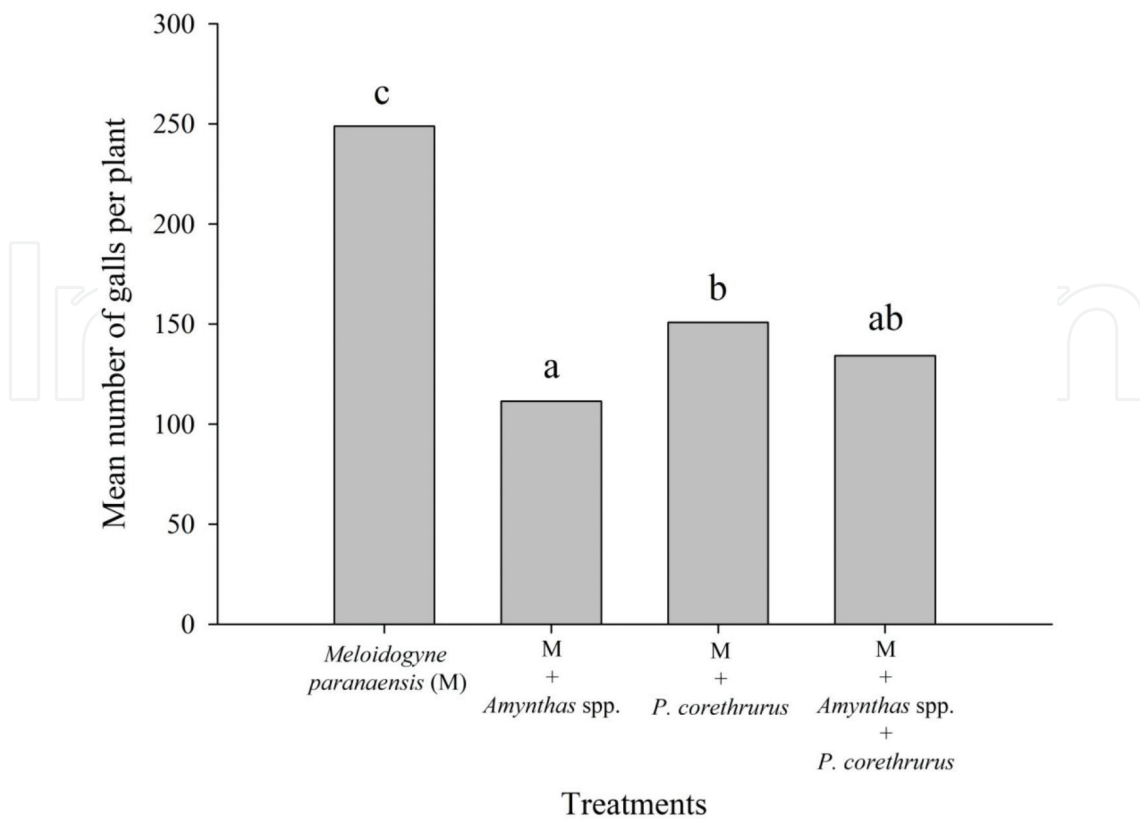 300
250
200
150
100
50
0
Mean number of galls per plant
c
a
b
ab
Meloidogyne
paranaensis (M)
M
+
Amynthas spp.
M
+
P. corethrurus
M
+
Amynthas spp.
+
P. corethrurus
Treatments